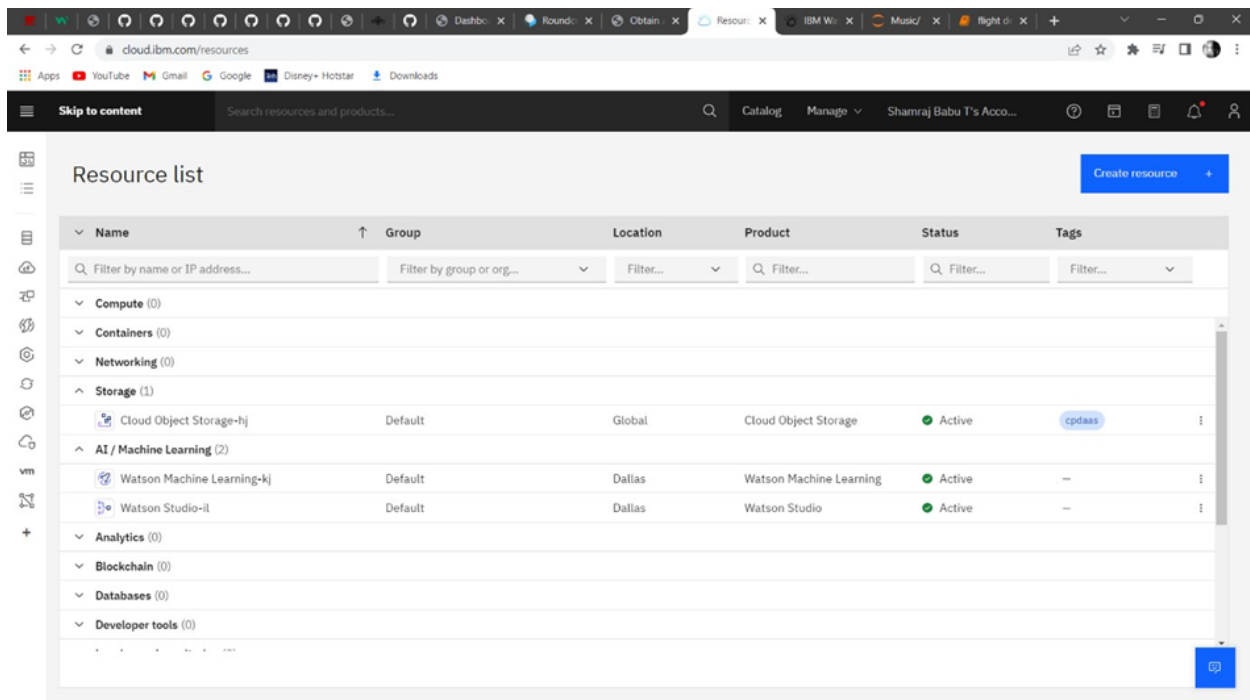 Dashbo
Roundc
Obtain
Resourc
IBM Wa
Music/
flight de
cloud.ibm.com/resources
Apps YouTube Gmail Google Disney+ Hotstar Downloads
Skip to content Search resources and products... Catalog Manage Shamraj Babu T's Acco...
Resource list Create resource +
Name Group Location Product Status Tags
Filter by name or IP address... Filter by group or org... Filter... Filter... Filter... Filter...
Compute (0)
Containers (0)
Networking (0)
Storage (1)
Cloud Object Storage-hj Default Global Cloud Object Storage Active cpdaas
AI / Machine Learning (2)
Watson Machine Learning-kj Default Dallas Watson Machine Learning Active –
Watson Studio-il Default Dallas Watson Studio Active –
vm
Analytics (0)
Blockchain (0)
Databases (0)
Developer tools (0)